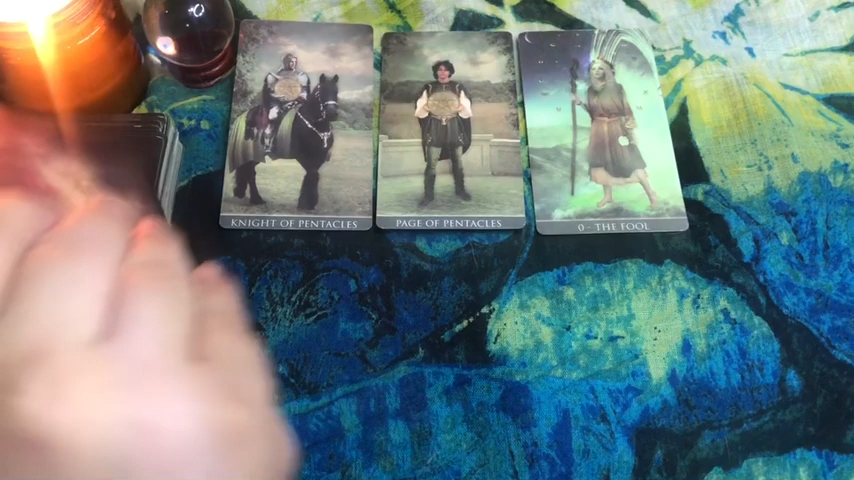 KNIGHT OF PENTACLES
PAGE OF PENTACLES
0 - THE FOOL